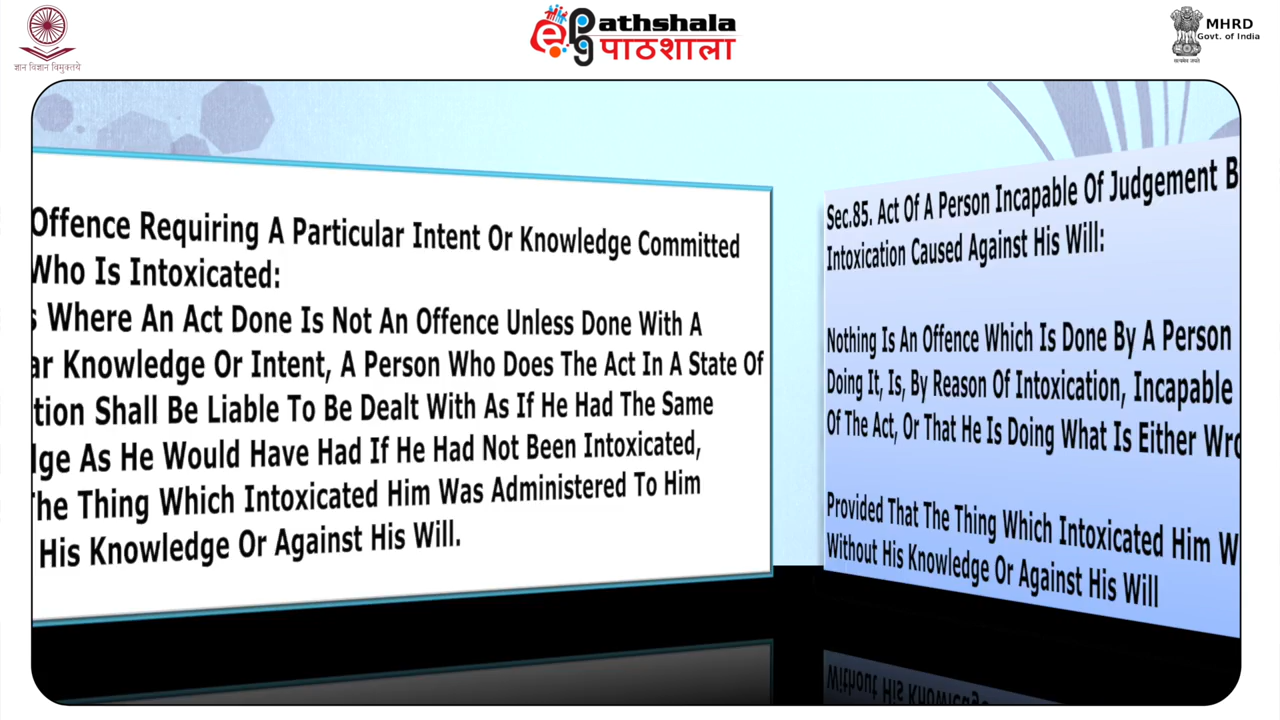 ज्ञान विज्ञान विमुक्तये
ePG Pathshala
पाठशाला
MHRD
Govt. of India
सत्यमेव जयते
Offence Requiring A Particular Intent Or Knowledge Committed
Who Is Intoxicated:
Where An Act Done Is Not An Offence Unless Done With A
Knowledge Or Intent, A Person Who Does The Act In A State Of
Shall Be Liable To Be Dealt With As If He Had The Same
As He Would Have Had If He Had Not Been Intoxicated,
The Thing Which Intoxicated Him Was Administered To Him
His Knowledge Or Against His Will.
Sec.85. Act Of A Person Incapable Of Judgement B
Intoxication Caused Against His Will:
Nothing Is An Offence Which Is Done By A Person
Doing It, Is, By Reason Of Intoxication, Incapable
Of The Act, Or That He Is Doing What Is Either Wro
Provided That The Thing Which Intoxicated Him W
Without His Knowledge Or Against His Will